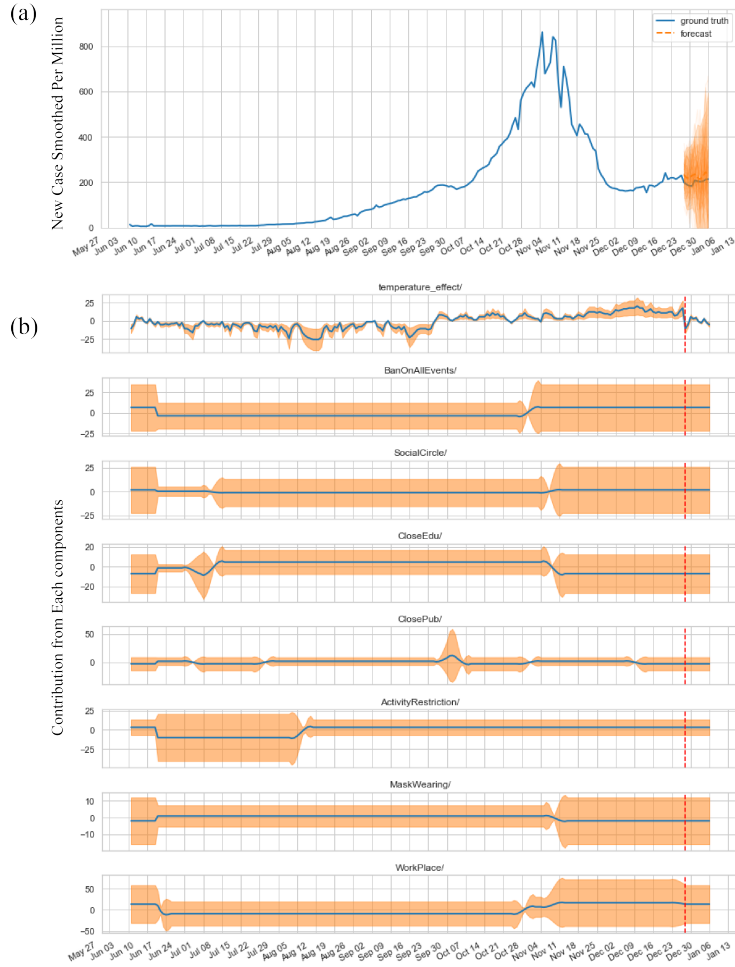 (a)
New Case Smoothed Per Million
ground truth
forecast
800
600
400
200
0
May 27 Jun 03 Jun 10 Jun 17 Jun 24 Jul 01 Jul 08 Jul 15 Jul 22 Jul 29 Aug 05 Aug 12 Aug 19 Aug 26 Sep 02 Sep 09 Sep 16 Sep 23 Sep 30 Oct 07 Oct 14 Oct 21 Oct 28 Nov 04 Nov 11 Nov 18 Nov 25 Dec 02 Dec 09 Dec 16 Dec 23 Dec 30 Jan 06 Jan 13
(b)
Contribution from Each components
temperature_effect/
25
0
−25
BanOnAllEvents/
25
0
−25
SocialCircle/
25
0
−25
CloseEdu/
20
0
−20
ClosePub/
50
0
ActivityRestriction/
25
0
−25
MaskWearing/
10
0
−10
WorkPlace/
50
0
−50
May 27 Jun 03 Jun 10 Jun 17 Jun 24 Jul 01 Jul 08 Jul 15 Jul 22 Jul 29 Aug 05 Aug 12 Aug 19 Aug 26 Sep 02 Sep 09 Sep 16 Sep 23 Sep 30 Oct 07 Oct 14 Oct 21 Oct 28 Nov 04 Nov 11 Nov 18 Nov 25 Dec 02 Dec 09 Dec 16 Dec 23 Dec 30 Jan 06 Jan 13